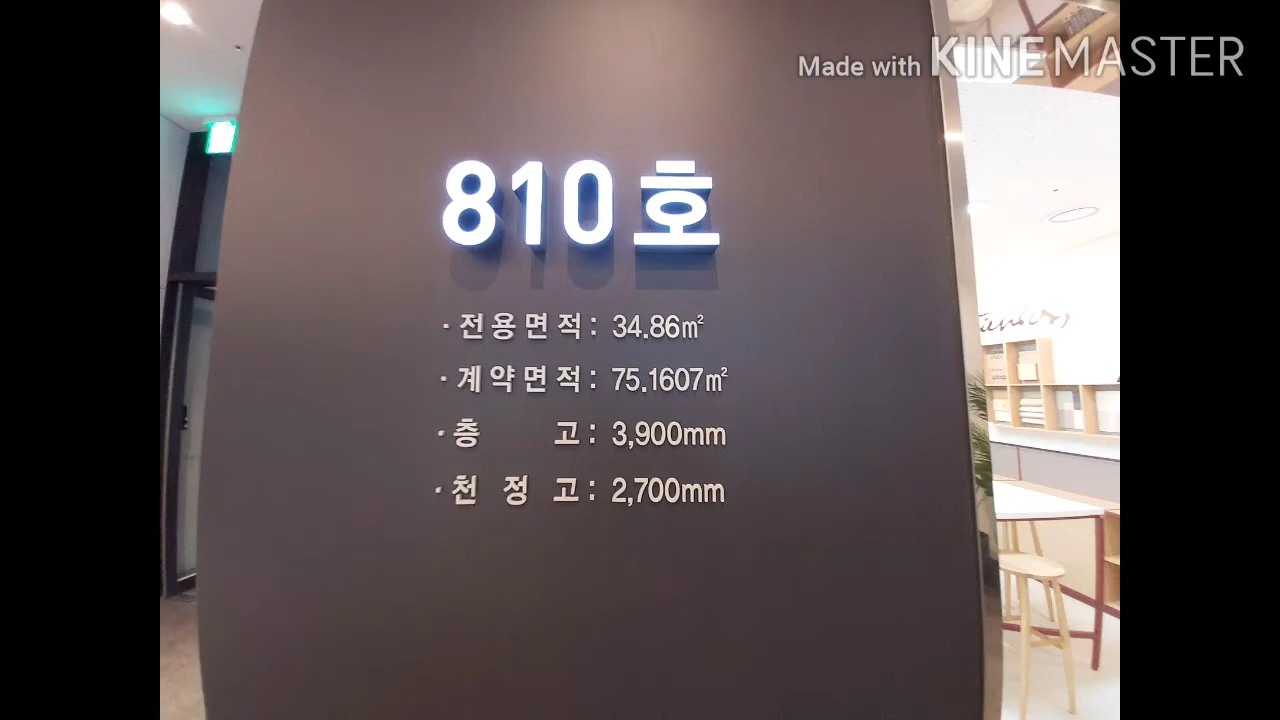 Made with KINEMASTER
810호
· 전용면적 : 34.86㎡
· 계약면적 : 75.1607㎡
· 층 고 : 3,900mm
· 천 정 고 : 2,700mm